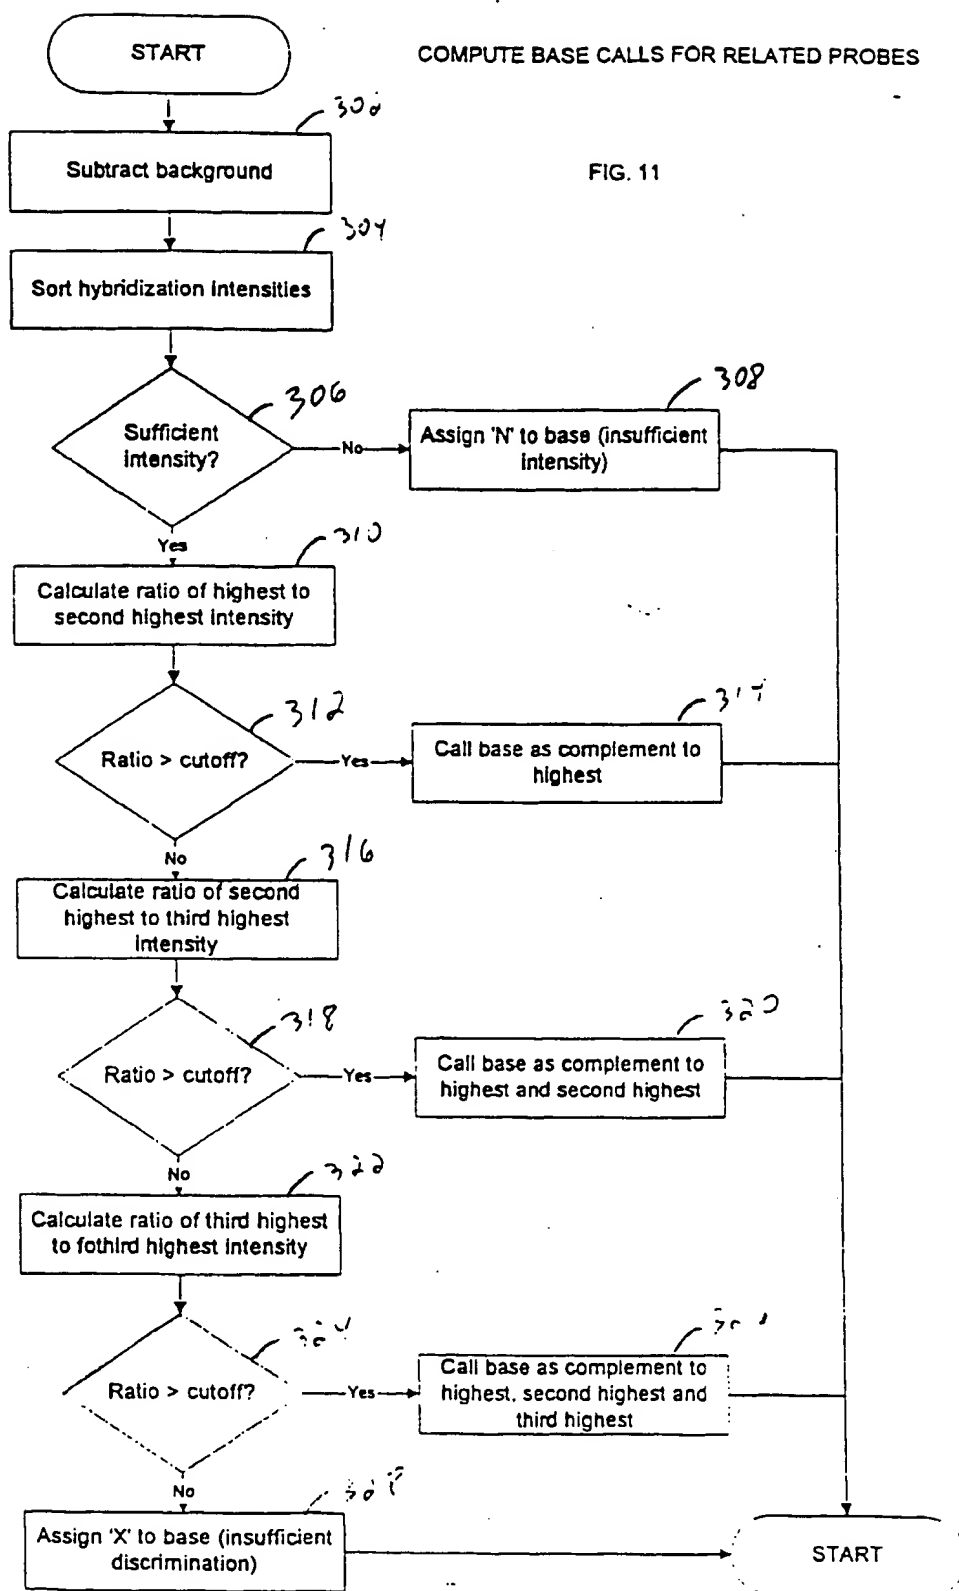 START
COMPUTE BASE CALLS FOR RELATED PROBES
Subtract background
FIG. 11
304
Sort hybridization intensities
306
308
Sufficient
intensity?
No
Assign 'N' to base (insufficient
intensity)
Yes
310
Calculate ratio of highest to
second highest intensity
312
Ratio > cutoff?
Yes
Call base as complement to
highest
No
316
Calculate ratio of second
highest to third highest
intensity
318
320
Ratio > cutoff?
Yes
Call base as complement to
highest and second highest
No
322
Calculate ratio of third highest
to fothird highest intensity
324
Ratio > cutoff?
Yes
Call base as complement to
highest, second highest and
third highest
No
Assign 'X' to base (insufficient
discrimination)
START